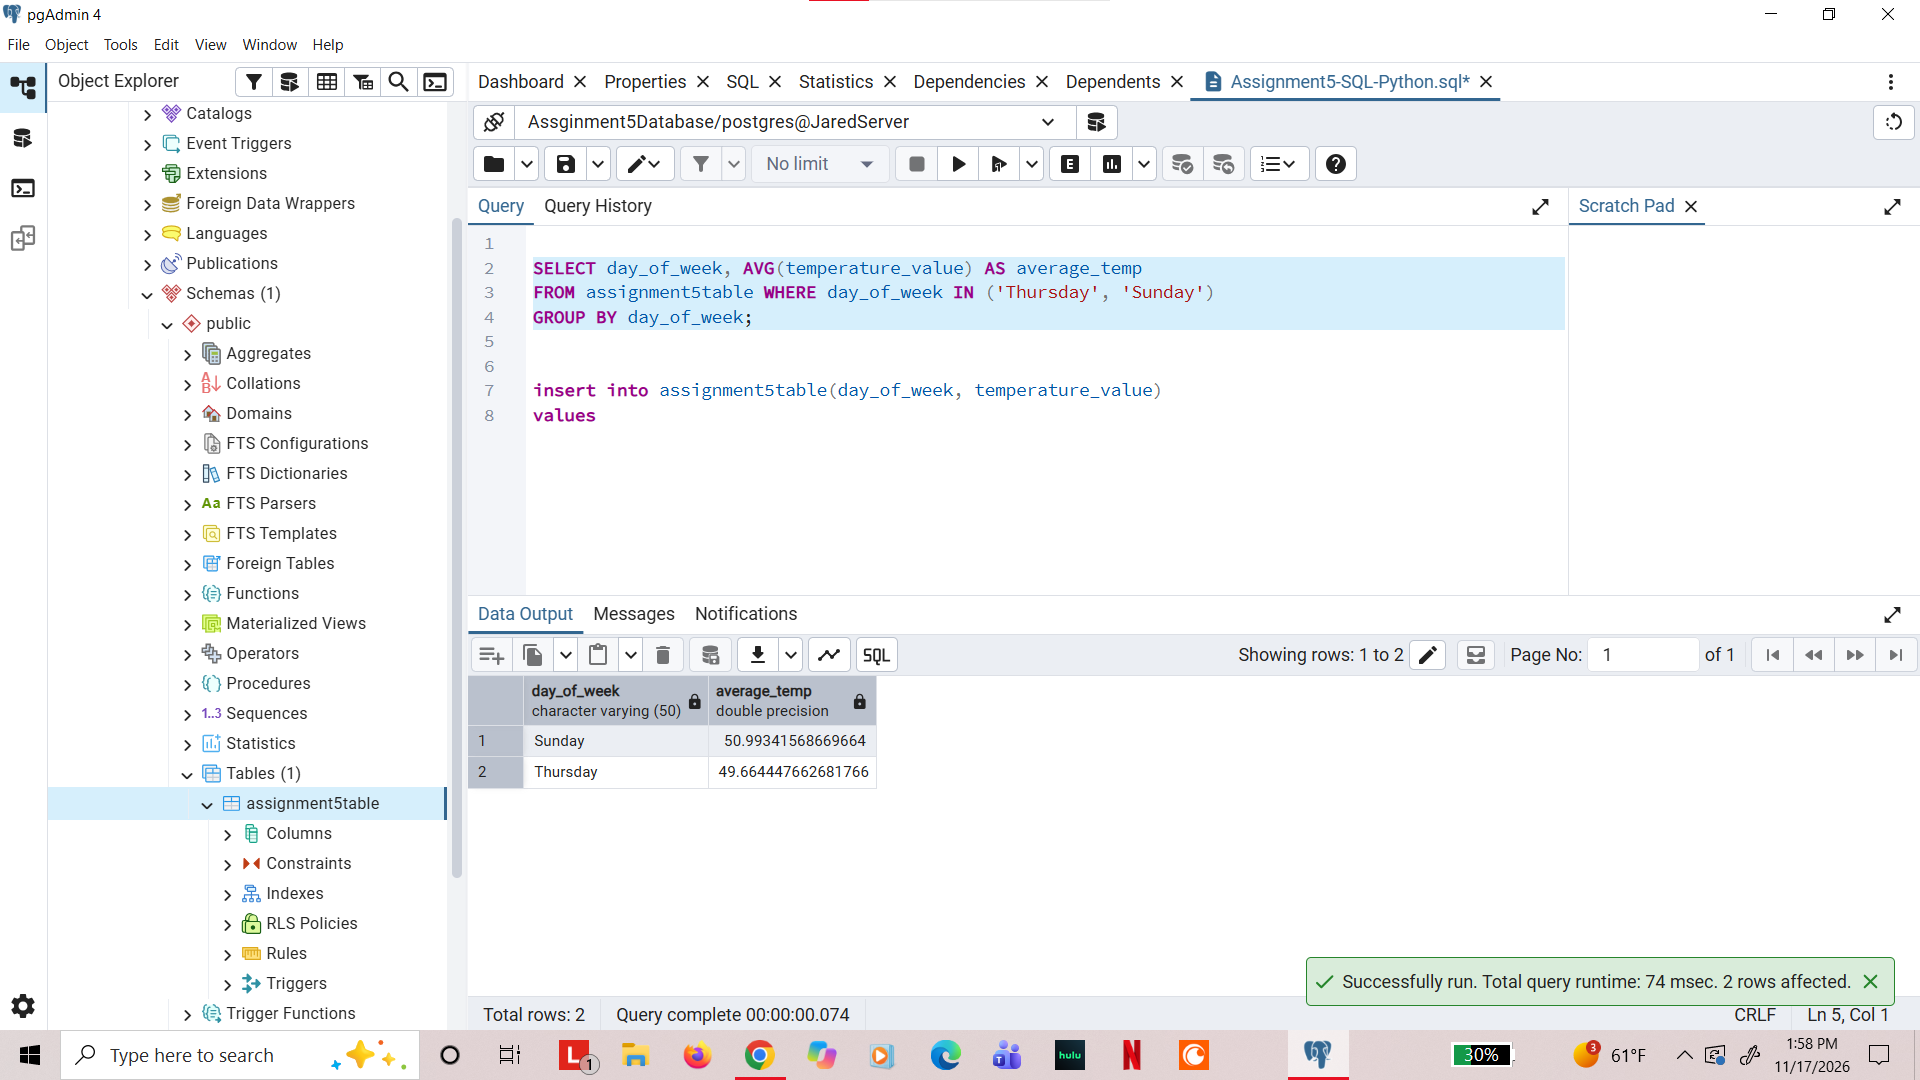 pgAdmin 4
File Object Tools Edit View Window Help
Object Explorer
Dashboard Properties SQL Statistics Dependencies Dependents Assignment5-SQL-Python.sql*
Assginment5Database/postgres@JaredServer
No limit
E
Query Query History
Scratch Pad
Catalogs
Event Triggers
Extensions
Foreign Data Wrappers
Languages
Publications
Schemas (1)
public
Aggregates
Collations
Domains
FTS Configurations
FTS Dictionaries
Aa FTS Parsers
FTS Templates
Foreign Tables
Functions
Materialized Views
Operators
Procedures
1..3 Sequences
Statistics
Tables (1)
assignment5table
Columns
Constraints
Indexes
RLS Policies
Rules
Triggers
Trigger Functions
1
2 SELECT day_of_week, AVG(temperature_value) AS average_temp
3 FROM assignment5table WHERE day_of_week IN ('Thursday', 'Sunday')
4 GROUP BY day_of_week;
5
6
7 insert into assignment5table(day_of_week, temperature_value)
8 values
Data Output Messages Notifications
SQL
Showing rows: 1 to 2
Page No: 1 of 1
day_of_week average_temp
character varying (50) double precision
1 Sunday 50.99341568669664
2 Thursday 49.664447662681766
Successfully run. Total query runtime: 74 msec. 2 rows affected.
Total rows: 2 Query complete 00:00:00.074 CRLF Ln 5, Col 1
Type here to search
L 1
hulu
N
30%
3
61°F
1:58 PM
11/17/2026